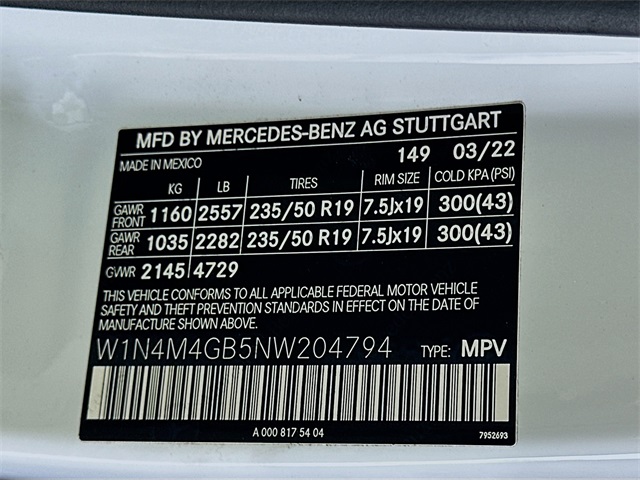 MFD BY MERCEDES-BENZ AG STUTTGART
MADE IN MEXICO 149 03/22
KG LB TIRES RIM SIZE COLD KPA(PSI)
GAWR FRONT 1160 2557 235/50 R19 7.5Jx19 300(43)
GAWR REAR 1035 2282 235/50 R19 7.5Jx19 300(43)
GVWR 2145 4729
THIS VEHICLE CONFORMS TO ALL APPLICABLE FEDERAL MOTOR VEHICLE
SAFETY AND THEFT PREVENTION STANDARDS IN EFFECT ON THE DATE
OF MANUFACTURE SHOWN ABOVE.
W1N4M4GB5NW204794 TYPE: MPV
A 000 817 54 04 7952693